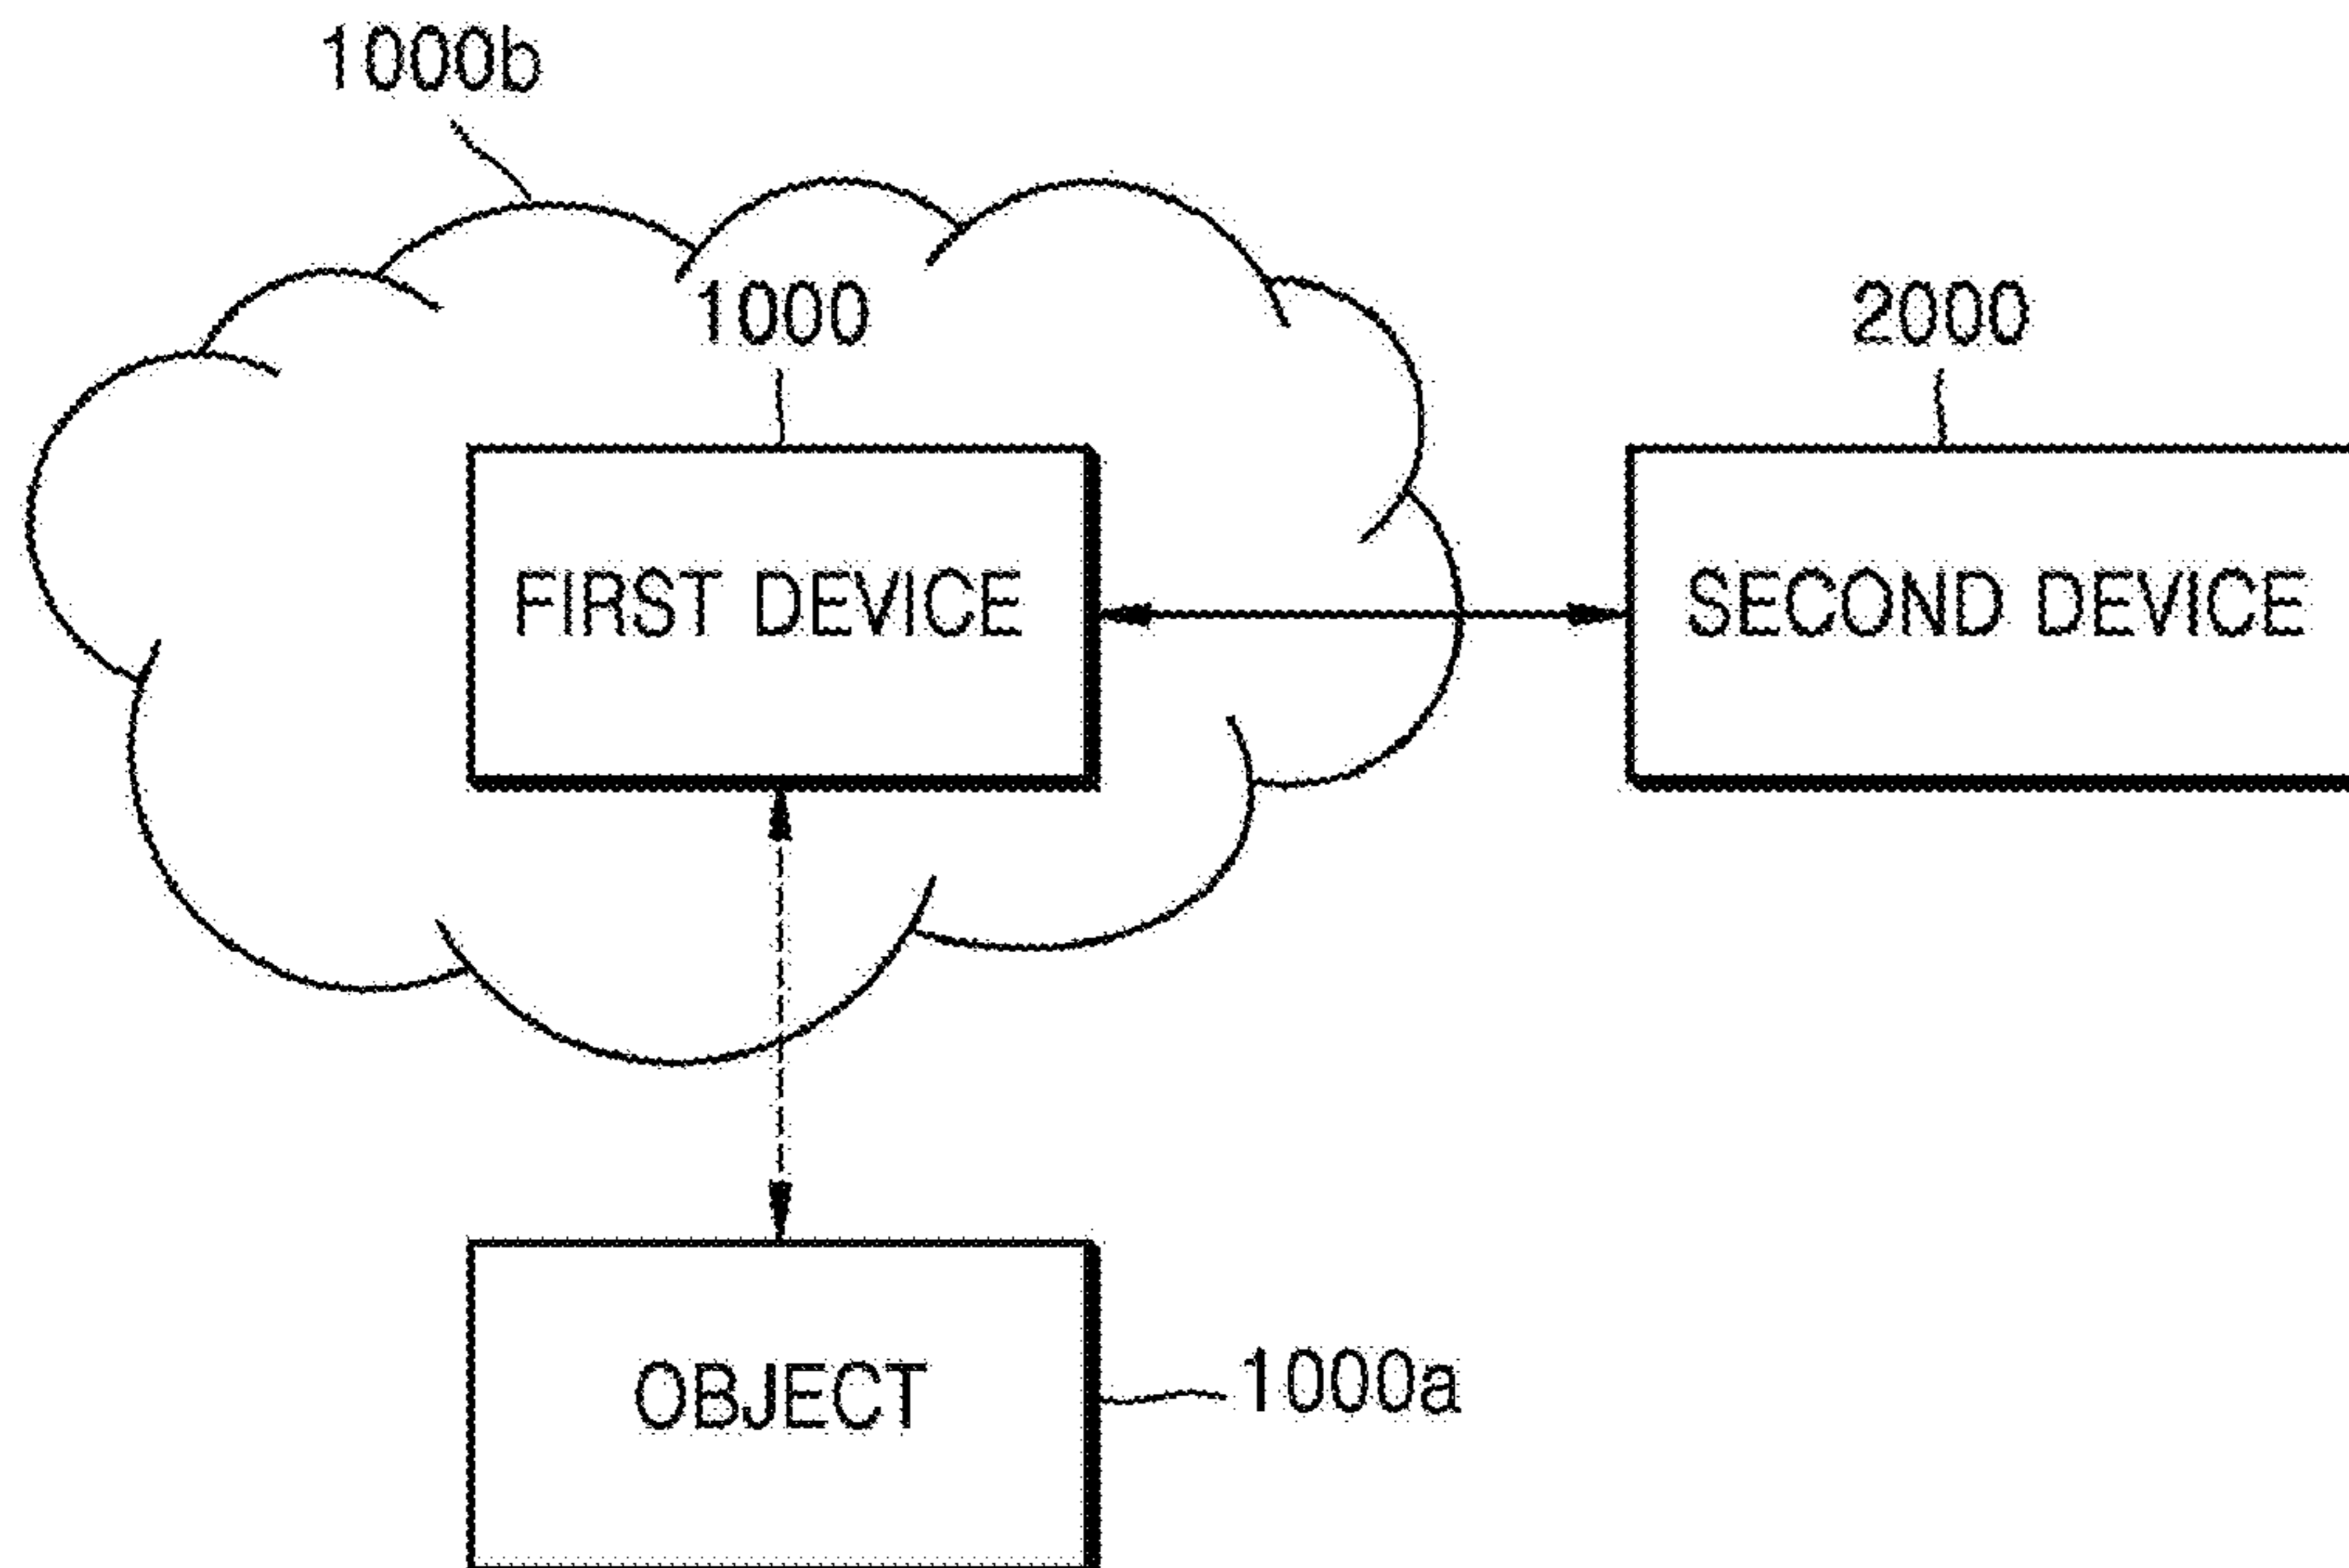 1000b
1000
2000
FIRST DEVICE
SECOND DEVICE
OBJECT
1000a